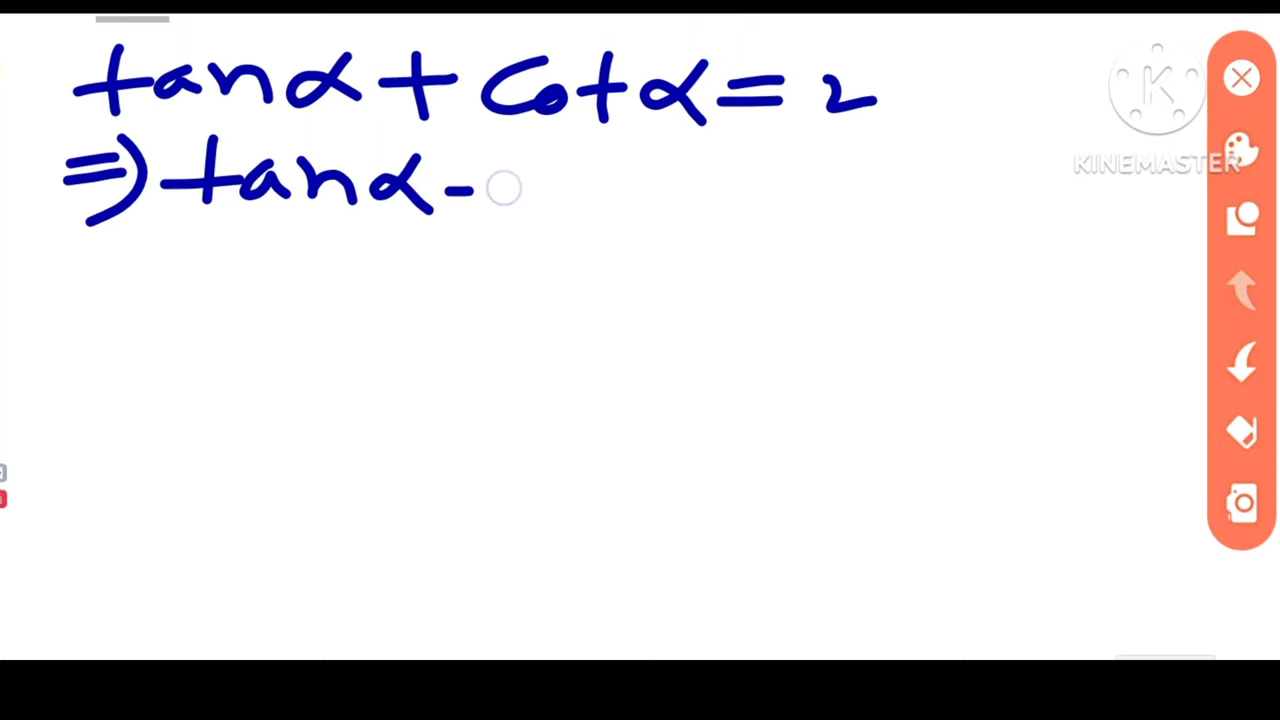 tanα + Cotα = 2
⇒ tanα -
KINEMASTER